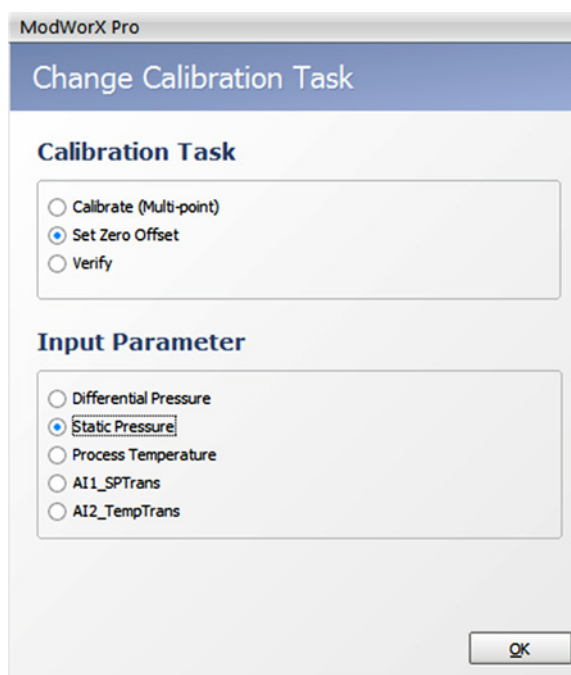 ModWorX Pro
Change Calibration Task
Calibration Task
Calibrate (Multi-point)
Set Zero Offset
Verify
Input Parameter
Differential Pressure
Static Pressure
Process Temperature
AI1_SPTrans
AI2_TempTrans
OK